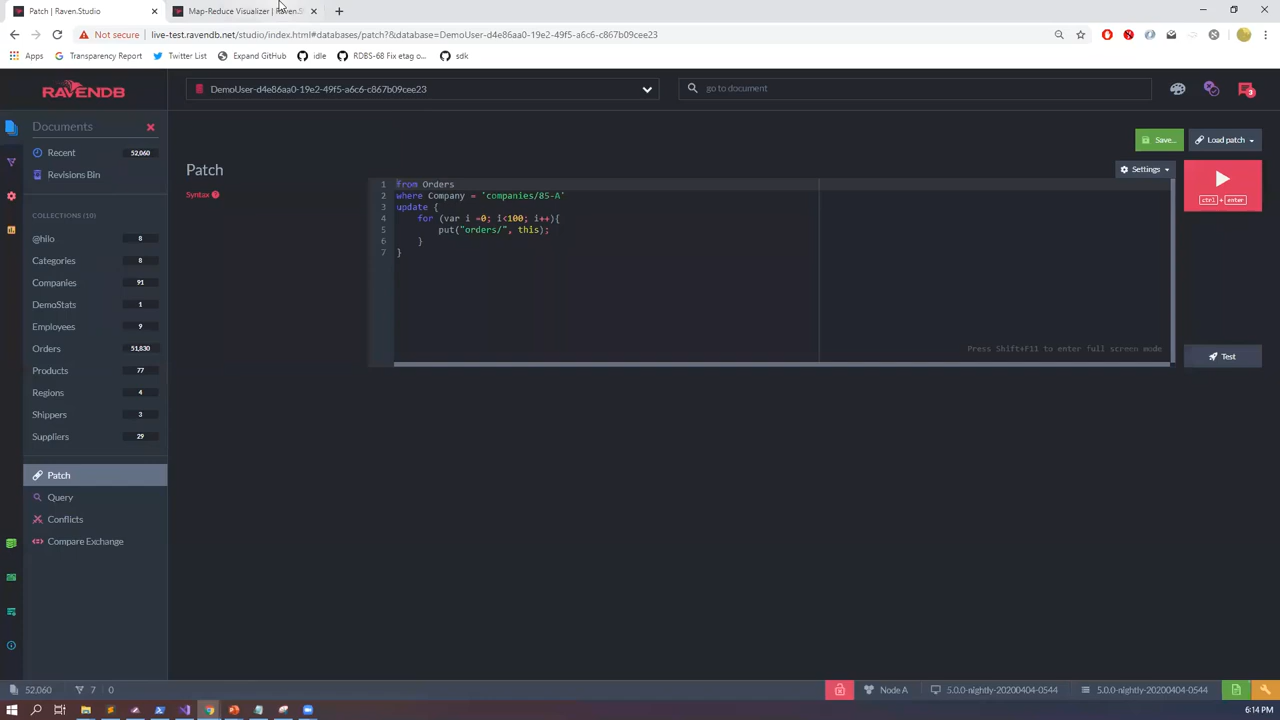 Patch | Raven.Studio
Map-Reduce Visualizer | Raven.S
Not secure | live-test.ravendb.net/studio/index.html#databases/patch?&database=DemoUser-d4e86aa0-19e2-49f5-a6c6-c867b09cee23
Apps
Transparency Report
Twitter List
Expand GitHub
idle
RDBS-68 Fix etag o...
sdk
RAVENDB
DemoUser-d4e86aa0-19e2-49f5-a6c6-c867b09cee23
go to document
3
Documents
Recent 52,060
Revisions Bin
COLLECTIONS (10)
@hilo 8
Categories 8
Companies 91
DemoStats 1
Employees 9
Orders 51,830
Products 77
Regions 4
Shippers 3
Suppliers 29
Patch
Query
Conflicts
Compare Exchange
Save...
Load patch
Patch
Settings
Syntax
1 from Orders
2 where Company = 'companies/85-A'
3 update {
4 for (var i =0; i<100; i++){
5 put("orders/", this);
6 }
7 }
ctrl + enter
Press Shift+F11 to enter full screen mode
Test
52,060
7
0
Node A
5.0.0-nightly-20200404-0544
5.0.0-nightly-20200404-0544
6:14 PM